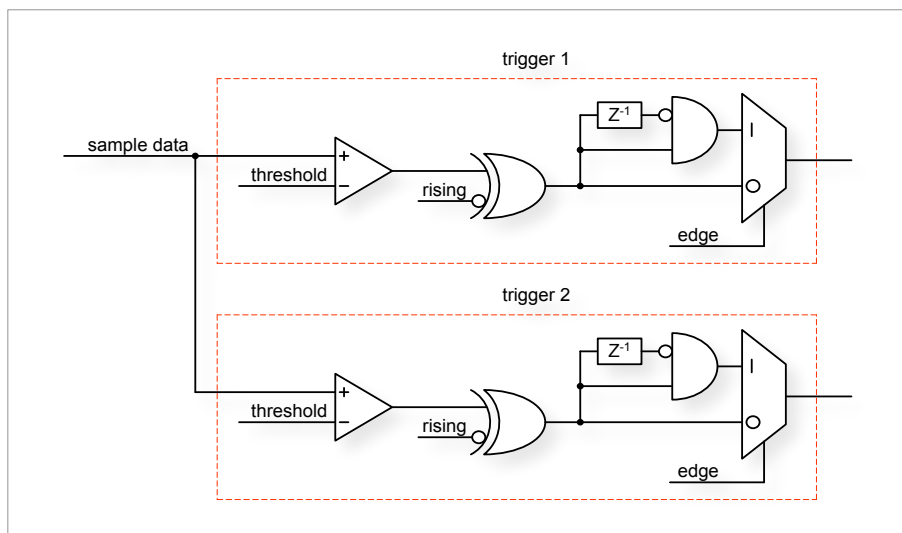 trigger 1
Z-1
I
sample data
+
threshold
−
rising
O
edge
trigger 2
Z-1
I
+
threshold
−
rising
O
edge